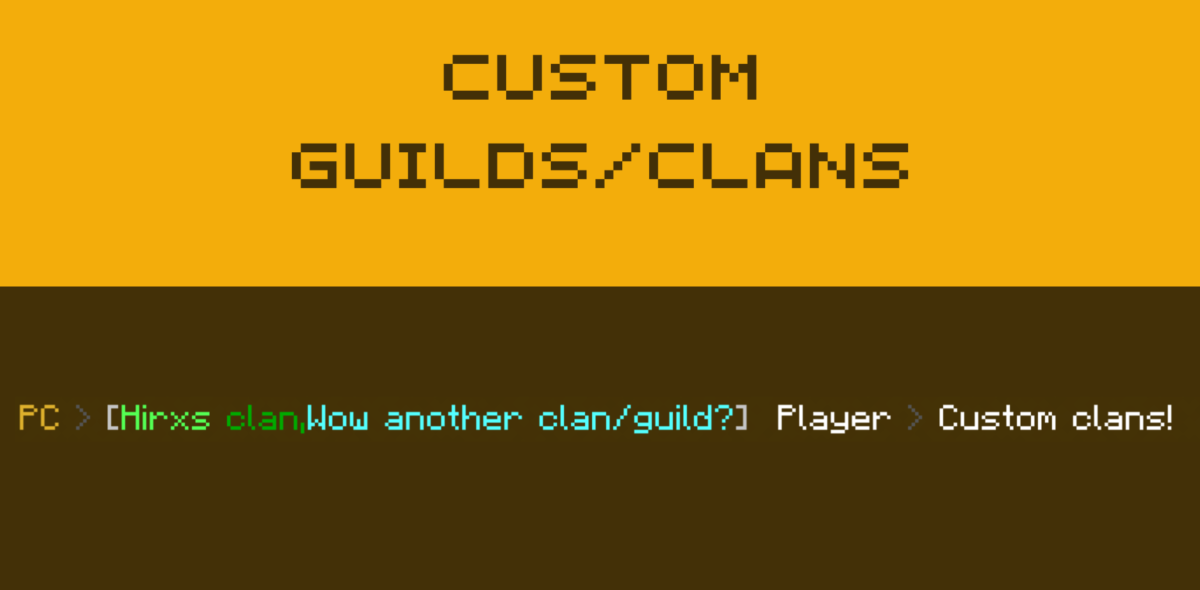 CUSTOM
GUILDS/CLANS
PC > [Hirxs clan,Wow another clan/guild?] Player > Custom clans!